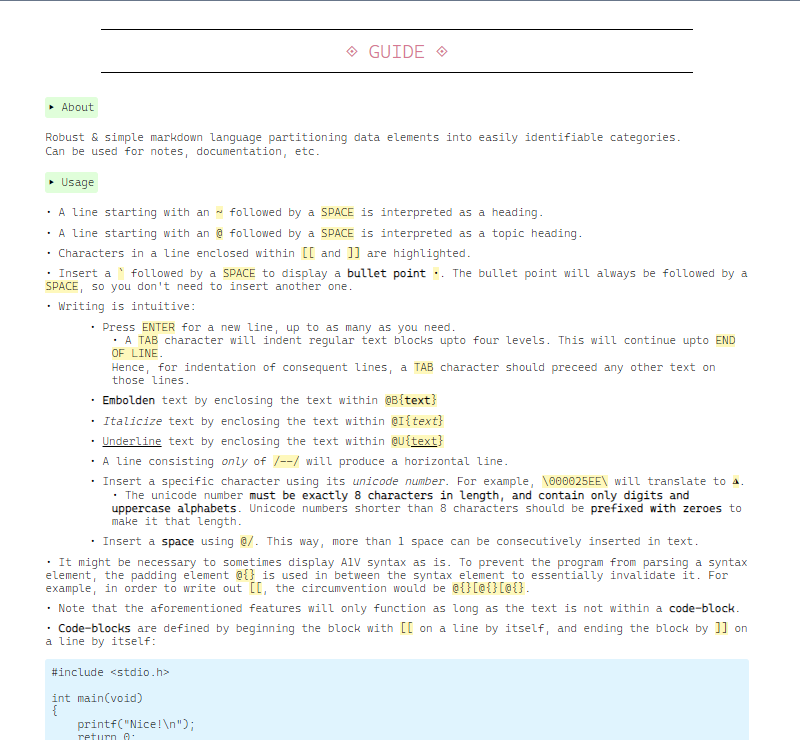 ◈ GUIDE ◈
▸ About
Robust & simple markdown language partitioning data elements into easily identifiable categories.
Can be used for notes, documentation, etc.
▸ Usage
· A line starting with an ~ followed by a SPACE is interpreted as a heading.
· A line starting with an @ followed by a SPACE is interpreted as a topic heading.
· Characters in a line enclosed within [[ and ]] are highlighted.
· Insert a ` followed by a SPACE to display a bullet point ·. The bullet point will always be followed by a
SPACE, so you don't need to insert another one.
· Writing is intuitive:
· Press ENTER for a new line, up to as many as you need.
· A TAB character will indent regular text blocks upto four levels. This will continue upto END
OF LINE.
Hence, for indentation of consequent lines, a TAB character should preceed any other text on
those lines.
· Embolden text by enclosing the text within @B{text}
· Italicize text by enclosing the text within @I{text}
· Underline text by enclosing the text within @U{text}
· A line consisting only of /--/ will produce a horizontal line.
· Insert a specific character using its unicode number. For example, \000025EE\ will translate to ◮.
· The unicode number must be exactly 8 characters in length, and contain only digits and
uppercase alphabets. Unicode numbers shorter than 8 characters should be prefixed with zeroes to
make it that length.
· Insert a space using @/. This way, more than 1 space can be consecutively inserted in text.
· It might be necessary to sometimes display A1V syntax as is. To prevent the program from parsing a syntax
element, the padding element @{} is used in between the syntax element to essentially invalidate it. For
example, in order to write out [[, the circumvention would be @{}[@{}[@{}.
· Note that the aforementioned features will only function as long as the text is not within a code-block.
· Code-blocks are defined by beginning the block with [[ on a line by itself, and ending the block by ]] on
a line by itself:
#include <stdio.h>
int main(void)
{
printf("Nice!\n");
return 0;